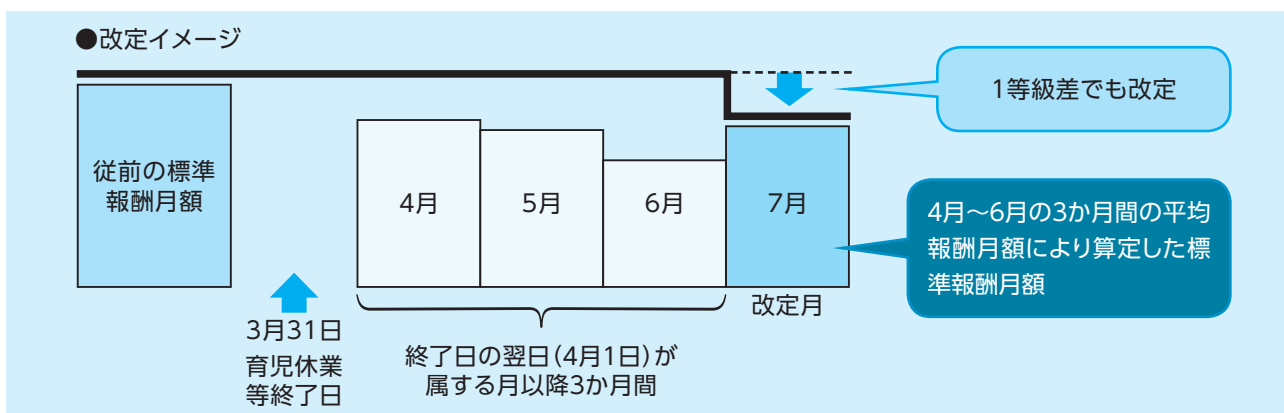 ●改定イメージ
1等級差でも改定
従前の標準
報酬月額
4月
5月
6月
7月
4月～6月の3か月間の平均
報酬月額により算定した標
準報酬月額
改定月
3月31日
育児休業
等終了日
終了日の翌日（4月1日）が
属する月以降3か月間